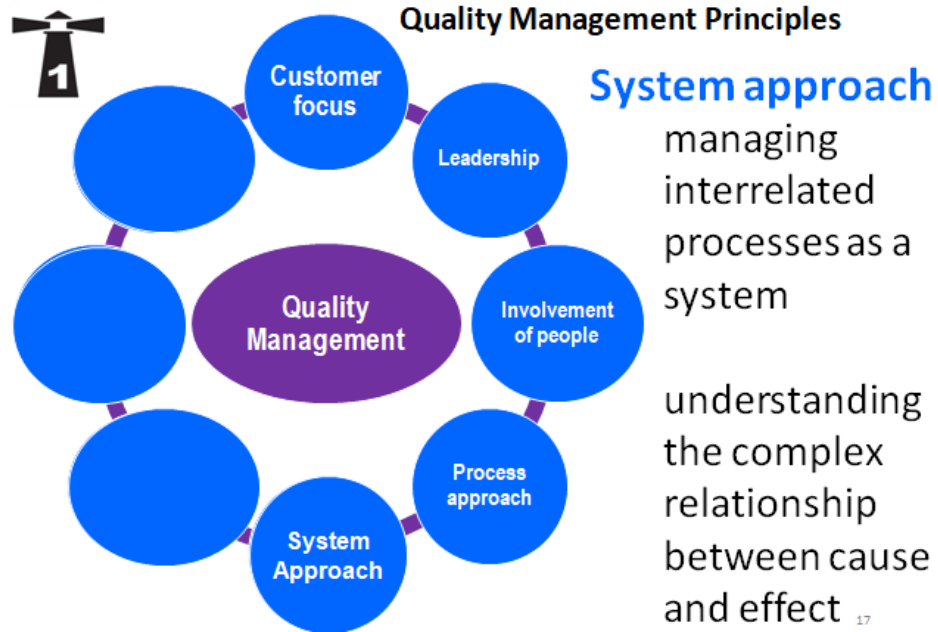 Quality Management Principles
1
Customer
focus
Leadership
Involvement
of people
Process
approach
System
Approach
Quality
Management
System approach
managing
interrelated
processes as a
system
understanding
the complex
relationship
between cause
and effect
17